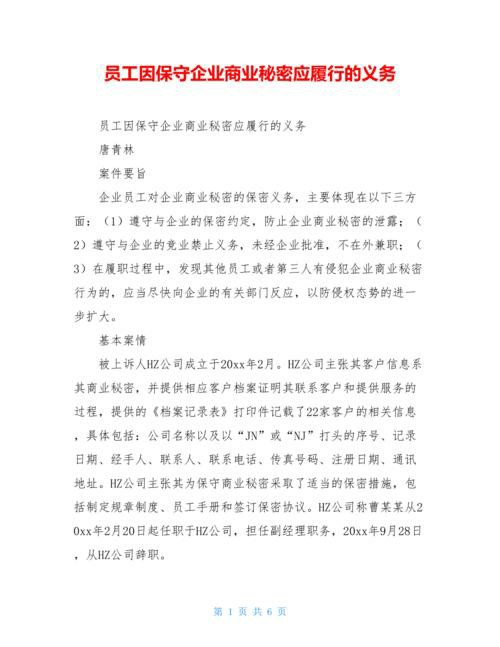 员工因保守企业商业秘密应履行的义务
员工因保守企业商业秘密应履行的义务
唐青林
案件要旨
企业员工对企业商业秘密的保密义务，主要体现在以下三方
面；（1）遵守与企业的保密约定，防止企业商业秘密的泄露；（
2）遵守与企业的竞业禁止义务，未经企业批准，不在外兼职；（
3）在履职过程中，发现其他员工或者第三人有侵犯企业商业秘密
行为的，应当尽快向企业的有关部门反应，以防侵权态势的进一
步扩大。
基本案情
被上诉人HZ公司成立于20xx年2月。HZ公司主张其客户信息系
其商业秘密，并提供相应客户档案证明其联系客户和提供服务的
过程，提供的《档案记录表》打印件记载了22家客户的相关信息
，具体包括：公司名称以及以“JN”或“NJ”打头的序号、记录
日期、经手人、联系人、联系电话、传真号码、注册日期、通讯
地址。HZ公司主张其为保守商业秘密采取了适当的保密措施，包
括制定规章制度、员工手册和签订保密协议。HZ公司称曹某某从2
0xx年2月20日起任职于HZ公司，担任副经理职务，20xx年9月28日
，从HZ公司辞职。
第 1 页 共 6 页